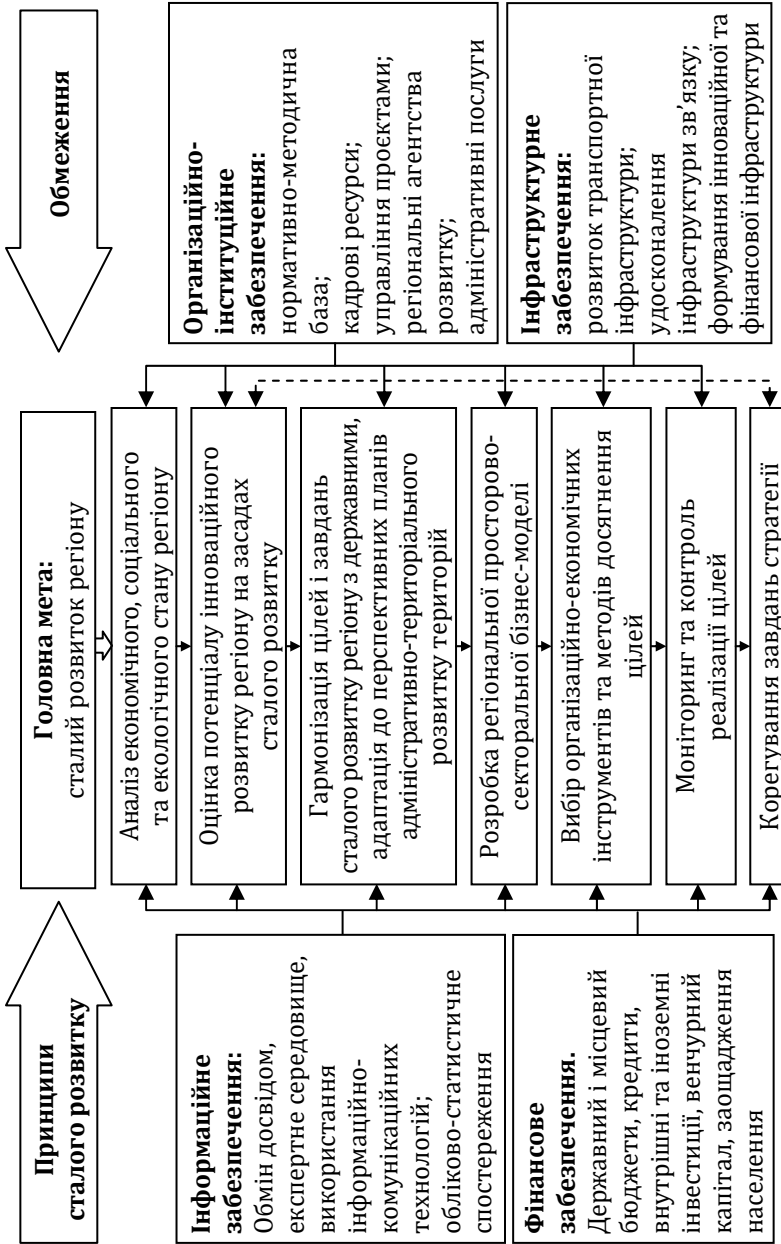 Принципи
сталого розвитку
Головна мета:
сталий розвиток регіону
Обмеження
Інформаційне
забезпечення:
Обмін досвідом,
експертне середовище,
використання
інформаційно-
комунікаційних
технологій;
обліково-статистичне
спостереження
Фінансове
забезпечення.
Державний і місцевий
бюджети, кредити,
внутрішні та іноземні
інвестиції, венчурний
капітал, заощадження
населення
Аналіз економічного, соціального
та екологічного стану регіону
Оцінка потенціалу інноваційного
розвитку регіону на засадах
сталого розвитку
Гармонізація цілей і завдань
сталого розвитку регіону з державними,
адаптація до перспективних планів
адміністративно-територіального
розвитку територій
Розробка регіональної просторово-
секторальної бізнес-моделі
Вибір організаційно-економічних
інструментів та методів досягнення
цілей
Моніторинг та контроль
реалізації цілей
Корегування завдань стратегії
Організаційно-
інституційне
забезпечення:
нормативно-методична
база;
кадрові ресурси;
управління проєктами;
регіональні агентства
розвитку;
адміністративні послуги
Інфраструктурне
забезпечення:
розвиток транспортної
інфраструктури;
удосконалення
інфраструктури зв'язку;
формування інноваційної та
фінансової інфраструктури